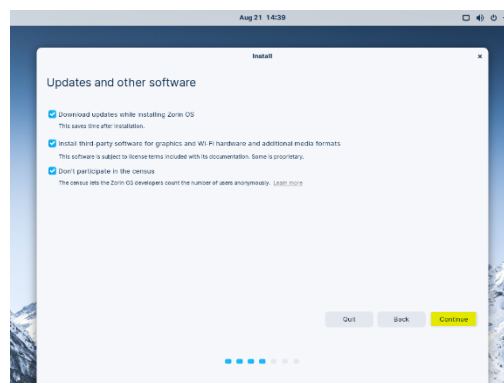 Aug 21 14:39
Install
Updates and other software
Download updates while installing Zorin OS
This saves time after installation.
Install third-party software for graphics and Wi-Fi hardware and additional media formats
This software is subject to license terms included with its documentation. Some is proprietary.
Don't participate in the census
The census lets the Zorin OS developers count the number of users anonymously. Learn more
Quit Back Continue